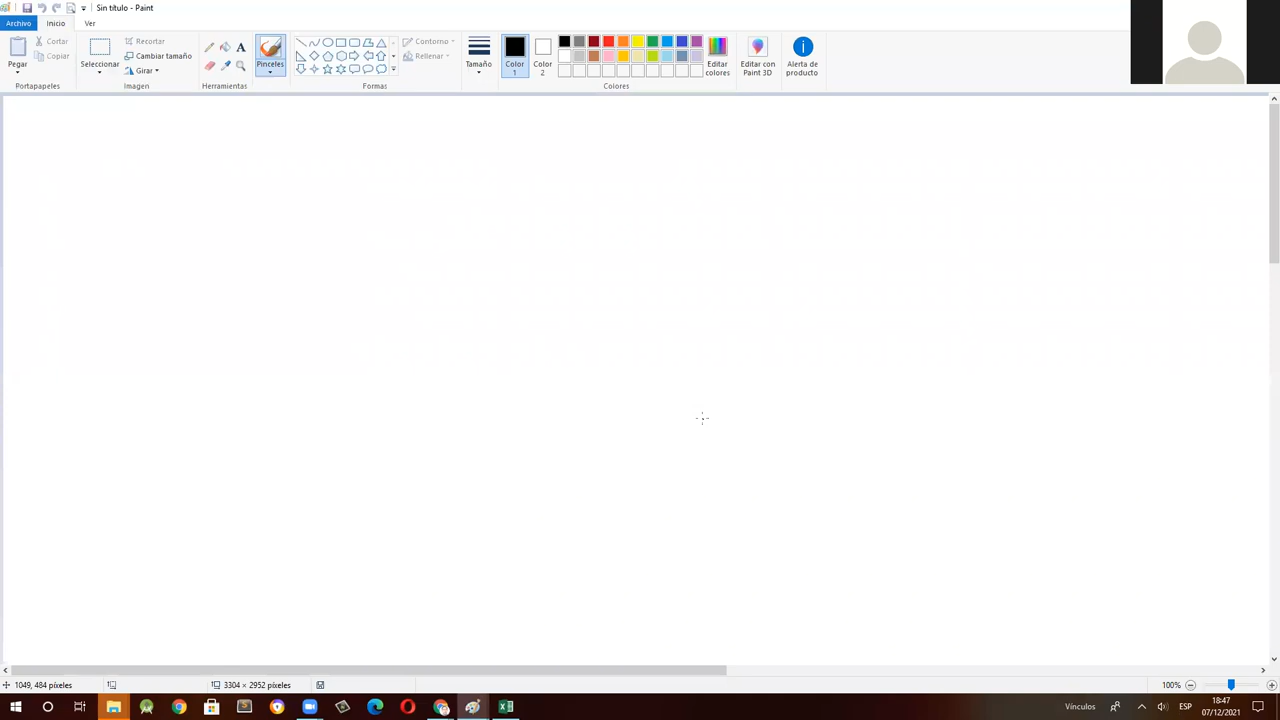 Sin título - Paint
Archivo Inicio Ver
Pegar
Cortar
Copiar
Portapapeles
Seleccionar
Recortar
Cambiar tamaño
Girar
Imagen
Herramientas
Pinceles
Contorno
Rellenar
Formas
Tamaño
Color 1
Color 2
Editar colores
Colores
Editar con Paint 3D
Alerta de producto
1049, 484 píxeles
3304 × 2952 píxeles
100%
Vínculos
ESP
18:47
07/12/2021